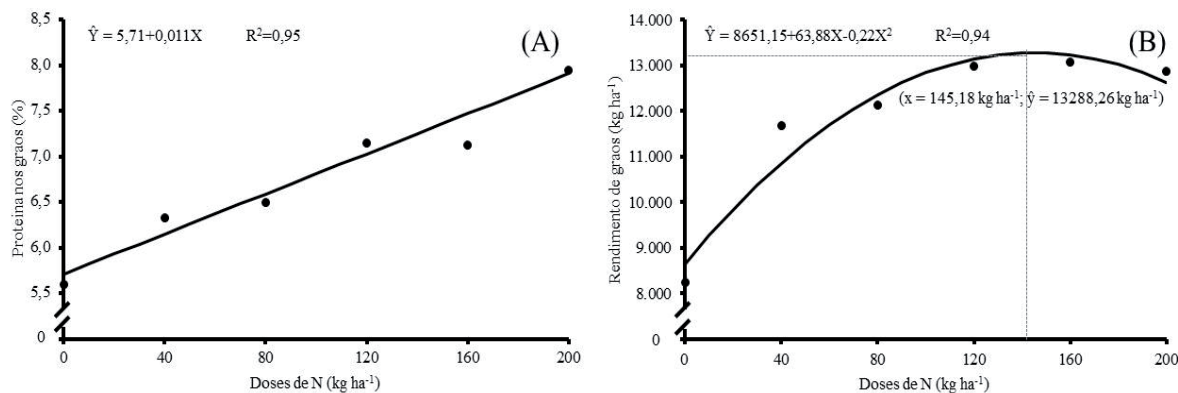 8,5
Ŷ = 5,71+0,011X R²=0,95
(A)
8,0
7,5
7,0
6,5
6,0
5,5
0
Proteina nos graos (%)
0 40 80 120 160 200
Doses de N (kg ha⁻¹)
14.000
Ŷ = 8651,15+63,88X-0,22X² R²=0,94
(B)
13.000
(x = 145,18 kg ha⁻¹; ŷ = 13288,26 kg ha⁻¹)
12.000
11.000
10.000
9.000
8.000
0
Rendimento de graos (kg ha⁻¹)
0 40 80 120 160 200
Doses de N (kg ha⁻¹)